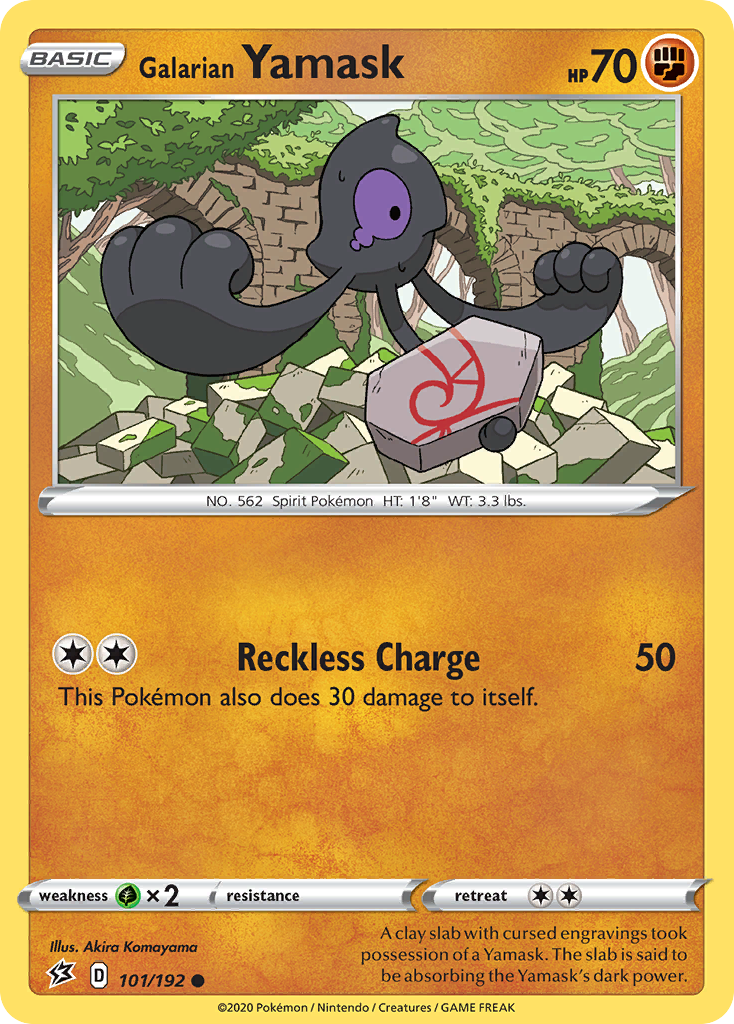 BASIC
Galarian Yamask
HP 70
NO. 562 Spirit Pokémon HT: 1'8" WT: 3.3 lbs.
Reckless Charge 50
This Pokémon also does 30 damage to itself.
weakness ×2 resistance retreat
Illus. Akira Komayama
A clay slab with cursed engravings took
possession of a Yamask. The slab is said to
be absorbing the Yamask's dark power.
D 101/192
©2020 Pokémon / Nintendo / Creatures / GAME FREAK